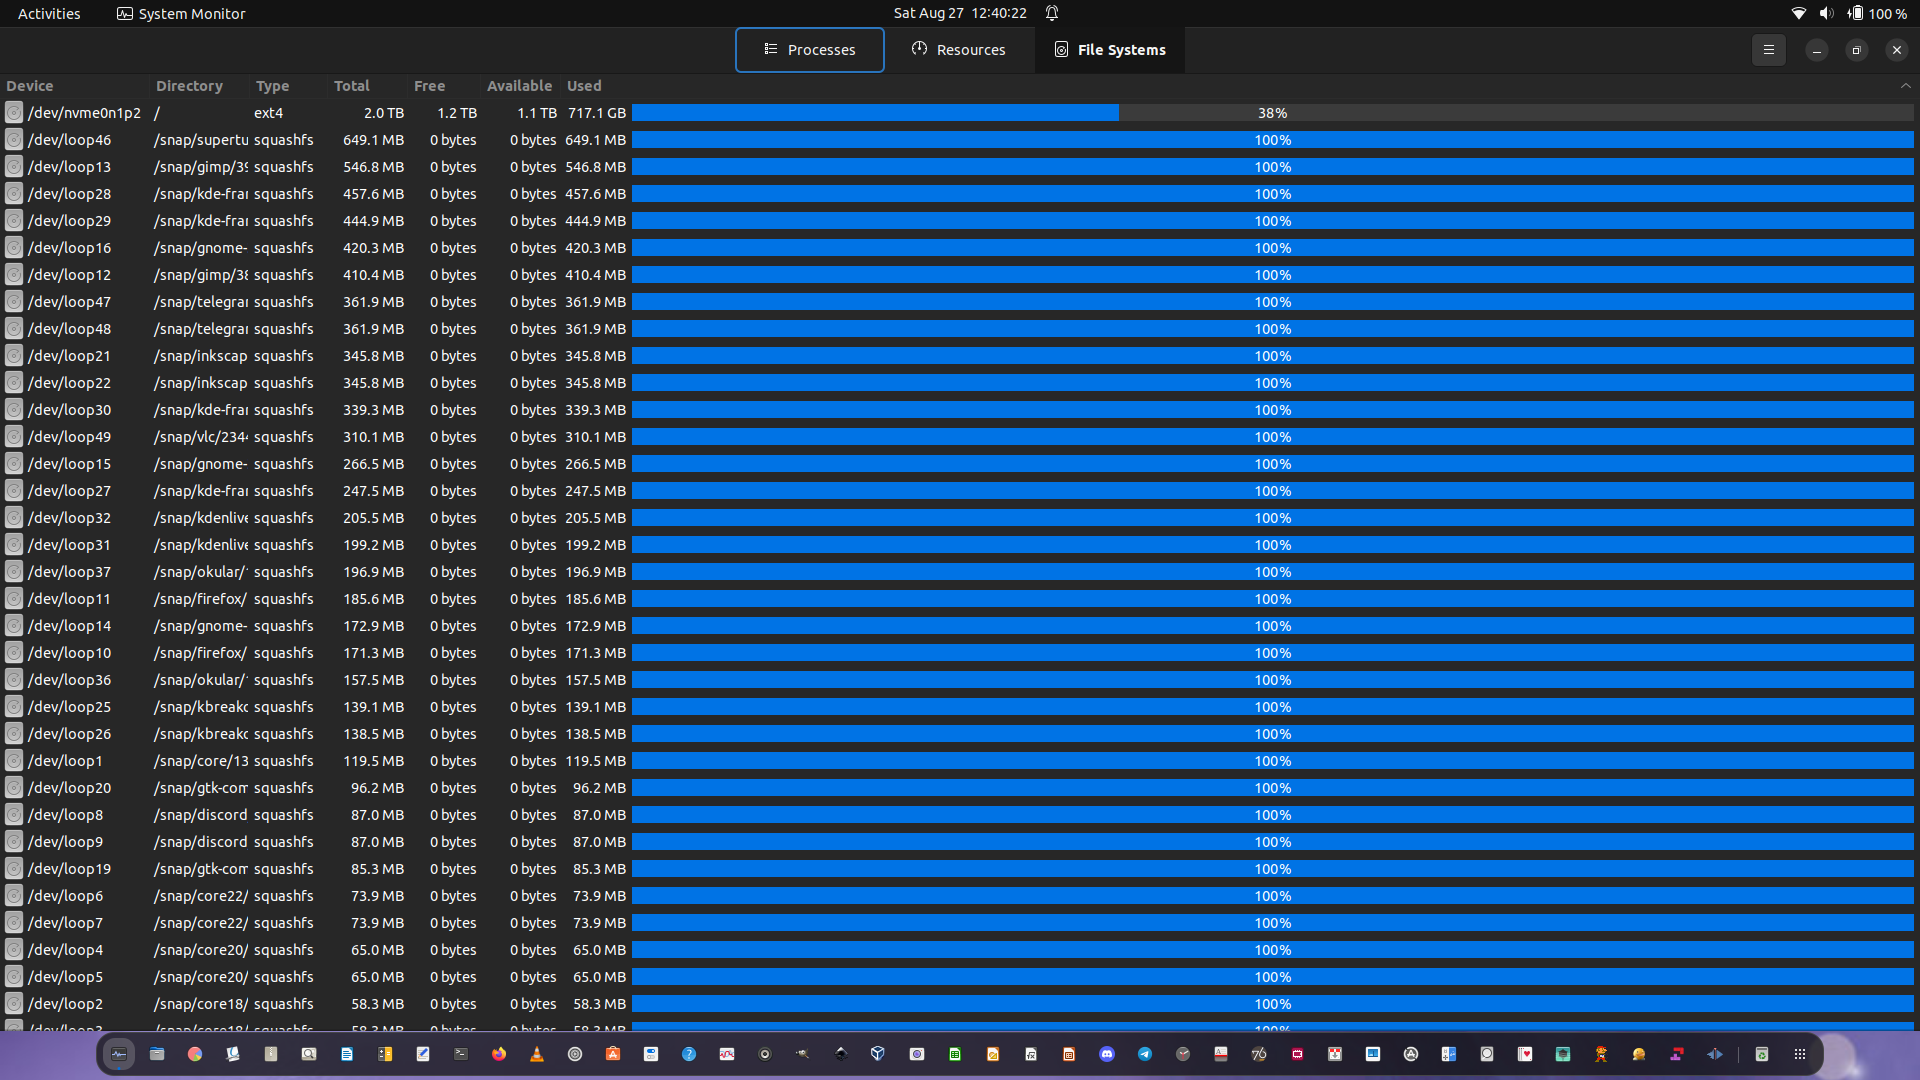 Activities System Monitor Sat Aug 27 12:40:22 100 %
Processes Resources File Systems
Device Directory Type Total Free Available Used
/dev/nvme0n1p2 / ext4 2.0 TB 1.2 TB 1.1 TB 717.1 GB 38%
/dev/loop46 /snap/supertu squashfs 649.1 MB 0 bytes 0 bytes 649.1 MB 100%
/dev/loop13 /snap/gimp/39 squashfs 546.8 MB 0 bytes 0 bytes 546.8 MB 100%
/dev/loop28 /snap/kde-fra squashfs 457.6 MB 0 bytes 0 bytes 457.6 MB 100%
/dev/loop29 /snap/kde-fra squashfs 444.9 MB 0 bytes 0 bytes 444.9 MB 100%
/dev/loop16 /snap/gnome- squashfs 420.3 MB 0 bytes 0 bytes 420.3 MB 100%
/dev/loop12 /snap/gimp/38 squashfs 410.4 MB 0 bytes 0 bytes 410.4 MB 100%
/dev/loop47 /snap/telegra squashfs 361.9 MB 0 bytes 0 bytes 361.9 MB 100%
/dev/loop48 /snap/telegra squashfs 361.9 MB 0 bytes 0 bytes 361.9 MB 100%
/dev/loop21 /snap/inkscap squashfs 345.8 MB 0 bytes 0 bytes 345.8 MB 100%
/dev/loop22 /snap/inkscap squashfs 345.8 MB 0 bytes 0 bytes 345.8 MB 100%
/dev/loop30 /snap/kde-fra squashfs 339.3 MB 0 bytes 0 bytes 339.3 MB 100%
/dev/loop49 /snap/vlc/234 squashfs 310.1 MB 0 bytes 0 bytes 310.1 MB 100%
/dev/loop15 /snap/gnome- squashfs 266.5 MB 0 bytes 0 bytes 266.5 MB 100%
/dev/loop27 /snap/kde-fra squashfs 247.5 MB 0 bytes 0 bytes 247.5 MB 100%
/dev/loop32 /snap/kdenlive squashfs 205.5 MB 0 bytes 0 bytes 205.5 MB 100%
/dev/loop31 /snap/kdenlive squashfs 199.2 MB 0 bytes 0 bytes 199.2 MB 100%
/dev/loop37 /snap/okular/ squashfs 196.9 MB 0 bytes 0 bytes 196.9 MB 100%
/dev/loop11 /snap/firefox/ squashfs 185.6 MB 0 bytes 0 bytes 185.6 MB 100%
/dev/loop14 /snap/gnome- squashfs 172.9 MB 0 bytes 0 bytes 172.9 MB 100%
/dev/loop10 /snap/firefox/ squashfs 171.3 MB 0 bytes 0 bytes 171.3 MB 100%
/dev/loop36 /snap/okular/ squashfs 157.5 MB 0 bytes 0 bytes 157.5 MB 100%
/dev/loop25 /snap/kbreako squashfs 139.1 MB 0 bytes 0 bytes 139.1 MB 100%
/dev/loop26 /snap/kbreako squashfs 138.5 MB 0 bytes 0 bytes 138.5 MB 100%
/dev/loop1 /snap/core/13 squashfs 119.5 MB 0 bytes 0 bytes 119.5 MB 100%
/dev/loop20 /snap/gtk-com squashfs 96.2 MB 0 bytes 0 bytes 96.2 MB 100%
/dev/loop8 /snap/discord squashfs 87.0 MB 0 bytes 0 bytes 87.0 MB 100%
/dev/loop9 /snap/discord squashfs 87.0 MB 0 bytes 0 bytes 87.0 MB 100%
/dev/loop19 /snap/gtk-com squashfs 85.3 MB 0 bytes 0 bytes 85.3 MB 100%
/dev/loop6 /snap/core22/ squashfs 73.9 MB 0 bytes 0 bytes 73.9 MB 100%
/dev/loop7 /snap/core22/ squashfs 73.9 MB 0 bytes 0 bytes 73.9 MB 100%
/dev/loop4 /snap/core20/ squashfs 65.0 MB 0 bytes 0 bytes 65.0 MB 100%
/dev/loop5 /snap/core20/ squashfs 65.0 MB 0 bytes 0 bytes 65.0 MB 100%
/dev/loop2 /snap/core18/ squashfs 58.3 MB 0 bytes 0 bytes 58.3 MB 100%
/dev/loop3 /snap/core18/ squashfs 58.3 MB 0 bytes 0 bytes 58.3 MB 100%